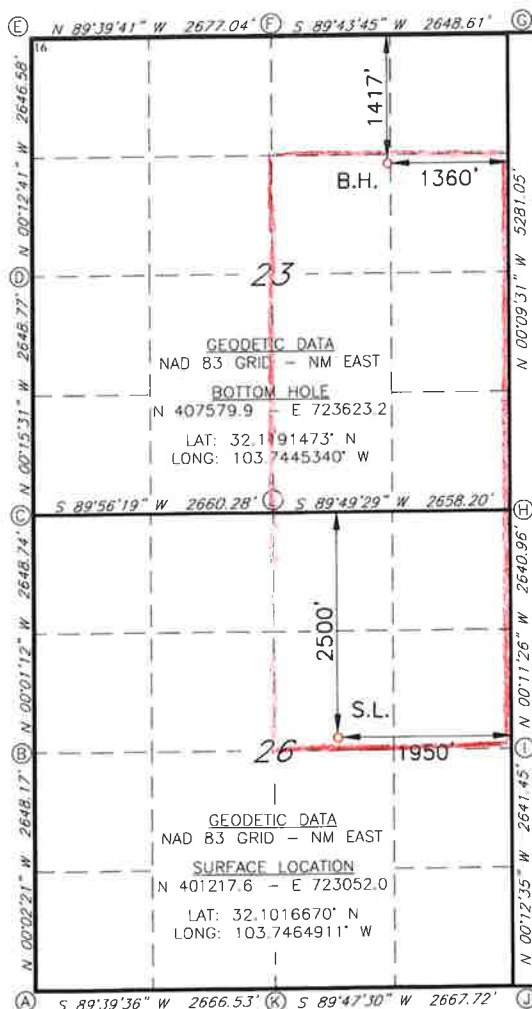 E N 89°39'41" W 2677.04' F S 89°43'45" W 2648.61' G
16
N 00°12'41" W 2646.58'
1417'
B.H. 1360'
N 00°09'31" W 5281.05'
D
23
GEODETIC DATA
NAD 83 GRID - NM EAST
BOTTOM HOLE
N 407579.9 - E 723623.2
LAT: 32.1191473° N
LONG: 103.7445340° W
N 00°15'31" W 2648.77'
C S 89°56'19" W 2660.28' S 89°49'29" W 2658.20' H
N 00°01'12" W 2648.74'
2500'
N 00°11'26" W 2640.96'
S.L.
1950'
B 26 I
GEODETIC DATA
NAD 83 GRID - NM EAST
SURFACE LOCATION
N 401217.6 - E 723052.0
LAT: 32.1016670° N
LONG: 103.7464911° W
N 00°02'21" W 2648.17'
N 00°12'35" W 2641.45'
A S 89°39'36" W 2666.53' K S 89°47'30" W 2667.72' J